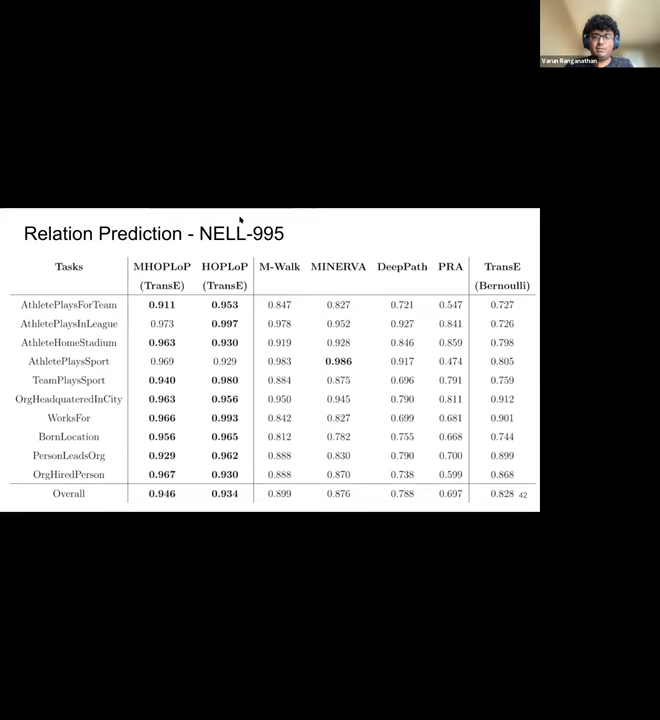 Varun Ranganathan
Relation Prediction - NELL-995
Tasks MHOPLoP HOPLoP M-Walk MINERVA DeepPath PRA TransE
(TransE) (TransE) (Bernoulli)
AthletePlaysForTeam 0.911 0.953 0.847 0.827 0.721 0.547 0.727
AthletePlaysInLeague 0.973 0.997 0.978 0.952 0.927 0.841 0.726
AthleteHomeStadium 0.963 0.930 0.919 0.928 0.846 0.859 0.798
AthletePlaysSport 0.969 0.929 0.983 0.986 0.917 0.474 0.805
TeamPlaysSport 0.940 0.980 0.884 0.875 0.696 0.791 0.759
OrgHeadquateredInCity 0.963 0.956 0.950 0.945 0.790 0.811 0.912
WorksFor 0.966 0.993 0.842 0.827 0.699 0.681 0.901
BornLocation 0.956 0.965 0.812 0.782 0.755 0.668 0.744
PersonLeadsOrg 0.929 0.962 0.888 0.830 0.790 0.700 0.899
OrgHiredPerson 0.967 0.930 0.888 0.870 0.738 0.599 0.868
Overall 0.946 0.934 0.899 0.876 0.788 0.697 0.828 42